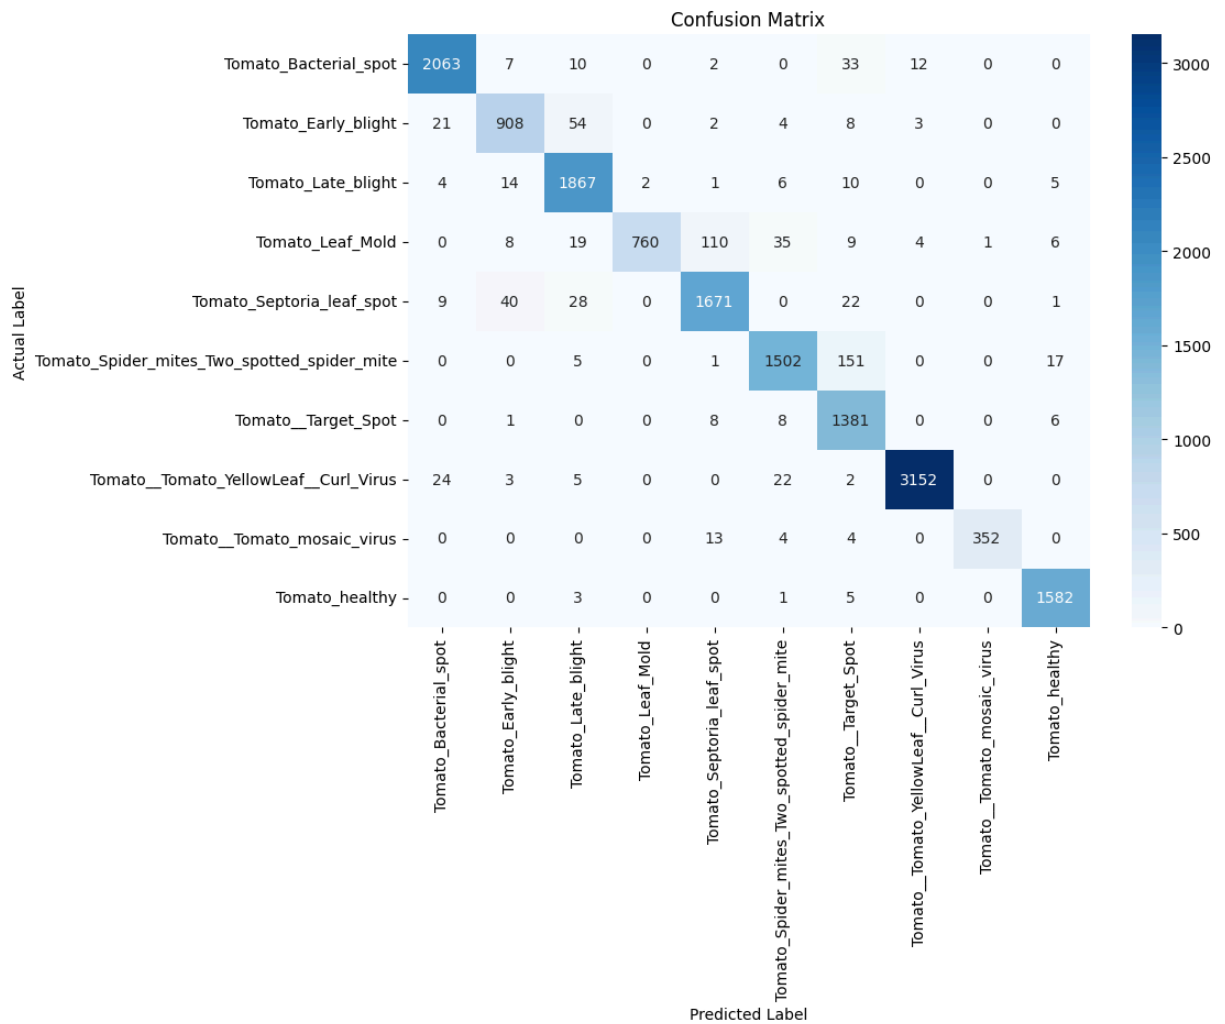 Confusion Matrix
Actual Label
Tomato_Bacterial_spot 2063 7 10 0 2 0 33 12 0 0
Tomato_Early_blight 21 908 54 0 2 4 8 3 0 0
Tomato_Late_blight 4 14 1867 2 1 6 10 0 0 5
Tomato_Leaf_Mold 0 8 19 760 110 35 9 4 1 6
Tomato_Septoria_leaf_spot 9 40 28 0 1671 0 22 0 0 1
Tomato_Spider_mites_Two_spotted_spider_mite 0 0 5 1 1502 151 0 0 17
Tomato__Target_Spot 0 1 0 0 8 8 1381 0 0 6
Tomato__Tomato_YellowLeaf__Curl_Virus 24 3 5 0 0 22 2 3152 0 0
Tomato__Tomato_mosaic_virus 0 0 0 0 13 4 4 0 352 0
Tomato_healthy 0 0 3 0 0 1 5 0 0 1582
Tomato_Bacterial_spot
Tomato_Early_blight
Tomato_Late_blight
Tomato_Leaf_Mold
Tomato_Septoria_leaf_spot
Tomato_Spider_mites_Two_spotted_spider_mite
Tomato__Target_Spot
Tomato__Tomato_YellowLeaf__Curl_Virus
Tomato__Tomato_mosaic_virus
Tomato_healthy
Predicted Label
3000
2500
2000
1500
1000
500
0